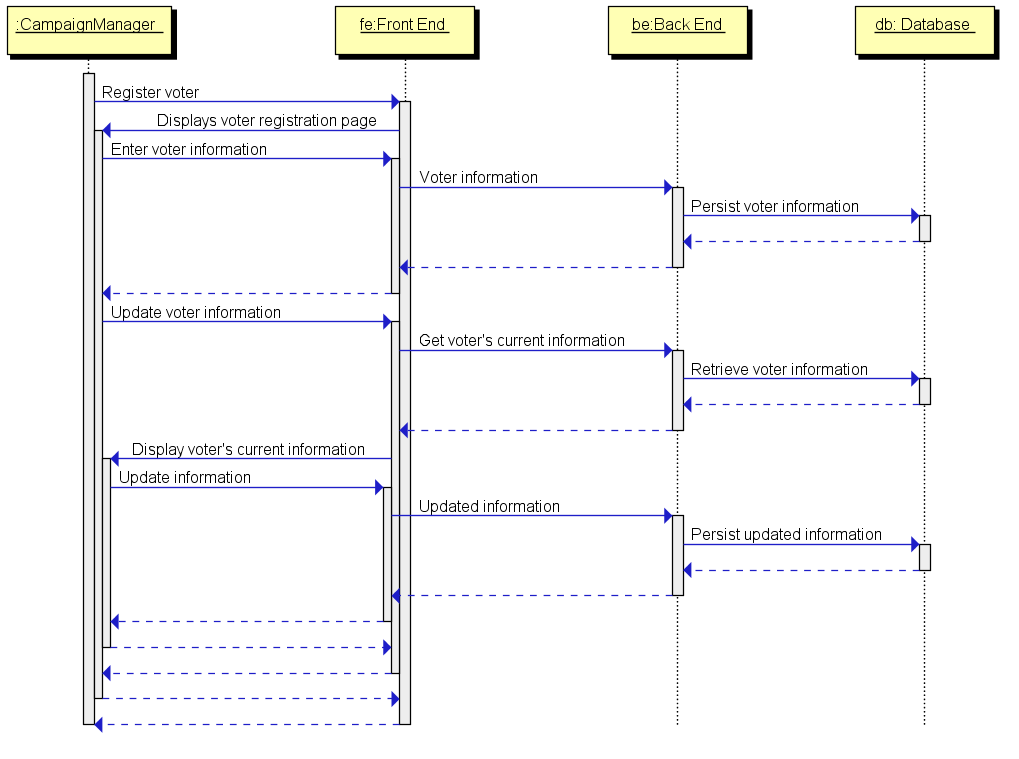 :CampaignManager
fe:Front End
be:Back End
db: Database
Register voter
Displays voter registration page
Enter voter information
Voter information
Persist voter information
Update voter information
Get voter's current information
Retrieve voter information
Display voter's current information
Update information
Updated information
Persist updated information